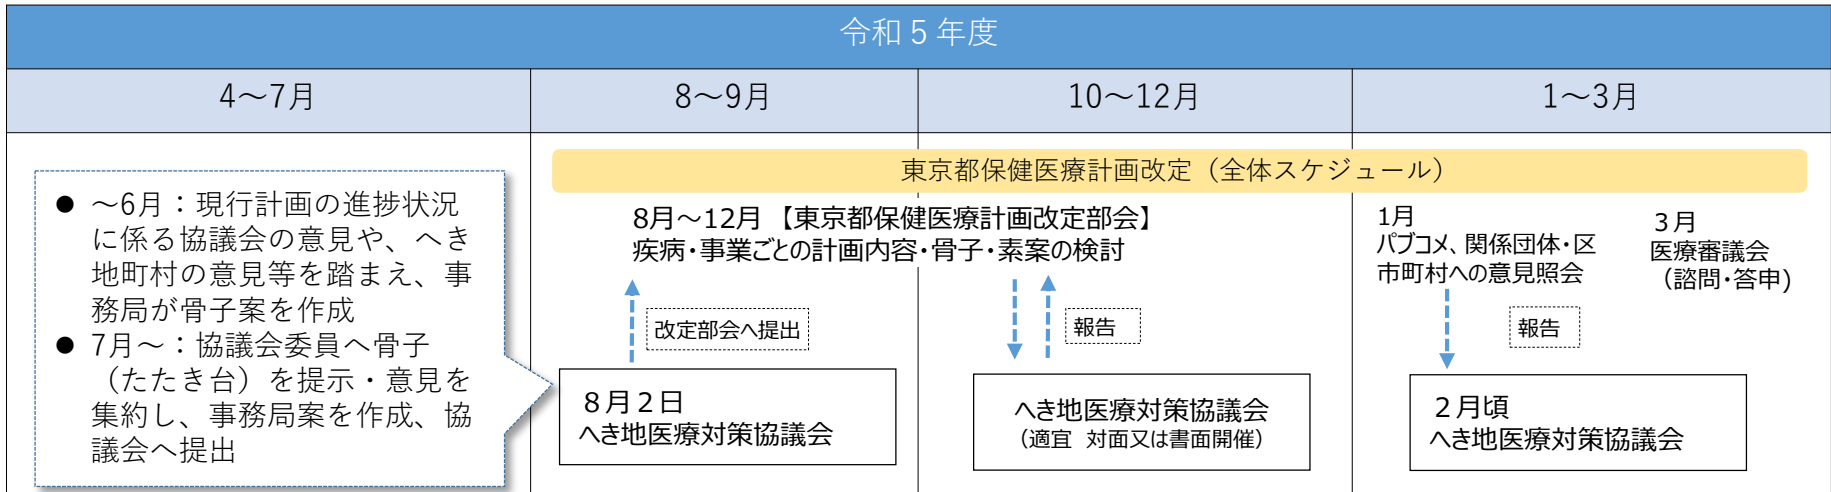 令和５年度
4～7月
8～9月
10～12月
1～3月
東京都保健医療計画改定（全体スケジュール）
● ～6月：現行計画の進捗状況
に係る協議会の意見や、へき
地町村の意見等を踏まえ、事
務局が骨子案を作成
● 7月～：協議会委員へ骨子
（たたき台）を提示・意見を
集約し、事務局案を作成、協
議会へ提出
8月～12月 【東京都保健医療計画改定部会】
疾病・事業ごとの計画内容・骨子・素案の検討
改定部会へ提出
８月２日
へき地医療対策協議会
報告
へき地医療対策協議会
（適宜 対面又は書面開催）
1月
パブコメ、関係団体・区
市町村への意見照会
３月
医療審議会
（諮問・答申)
報告
２月頃
へき地医療対策協議会